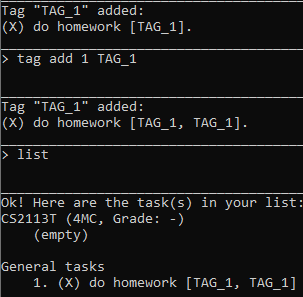 Tag "TAG_1" added:
(X) do homework [TAG_1].
> tag add 1 TAG_1
Tag "TAG_1" added:
(X) do homework [TAG_1, TAG_1].
> list
Ok! Here are the task(s) in your list:
CS2113T (4MC, Grade: -)
(empty)
General tasks
1. (X) do homework [TAG_1, TAG_1]